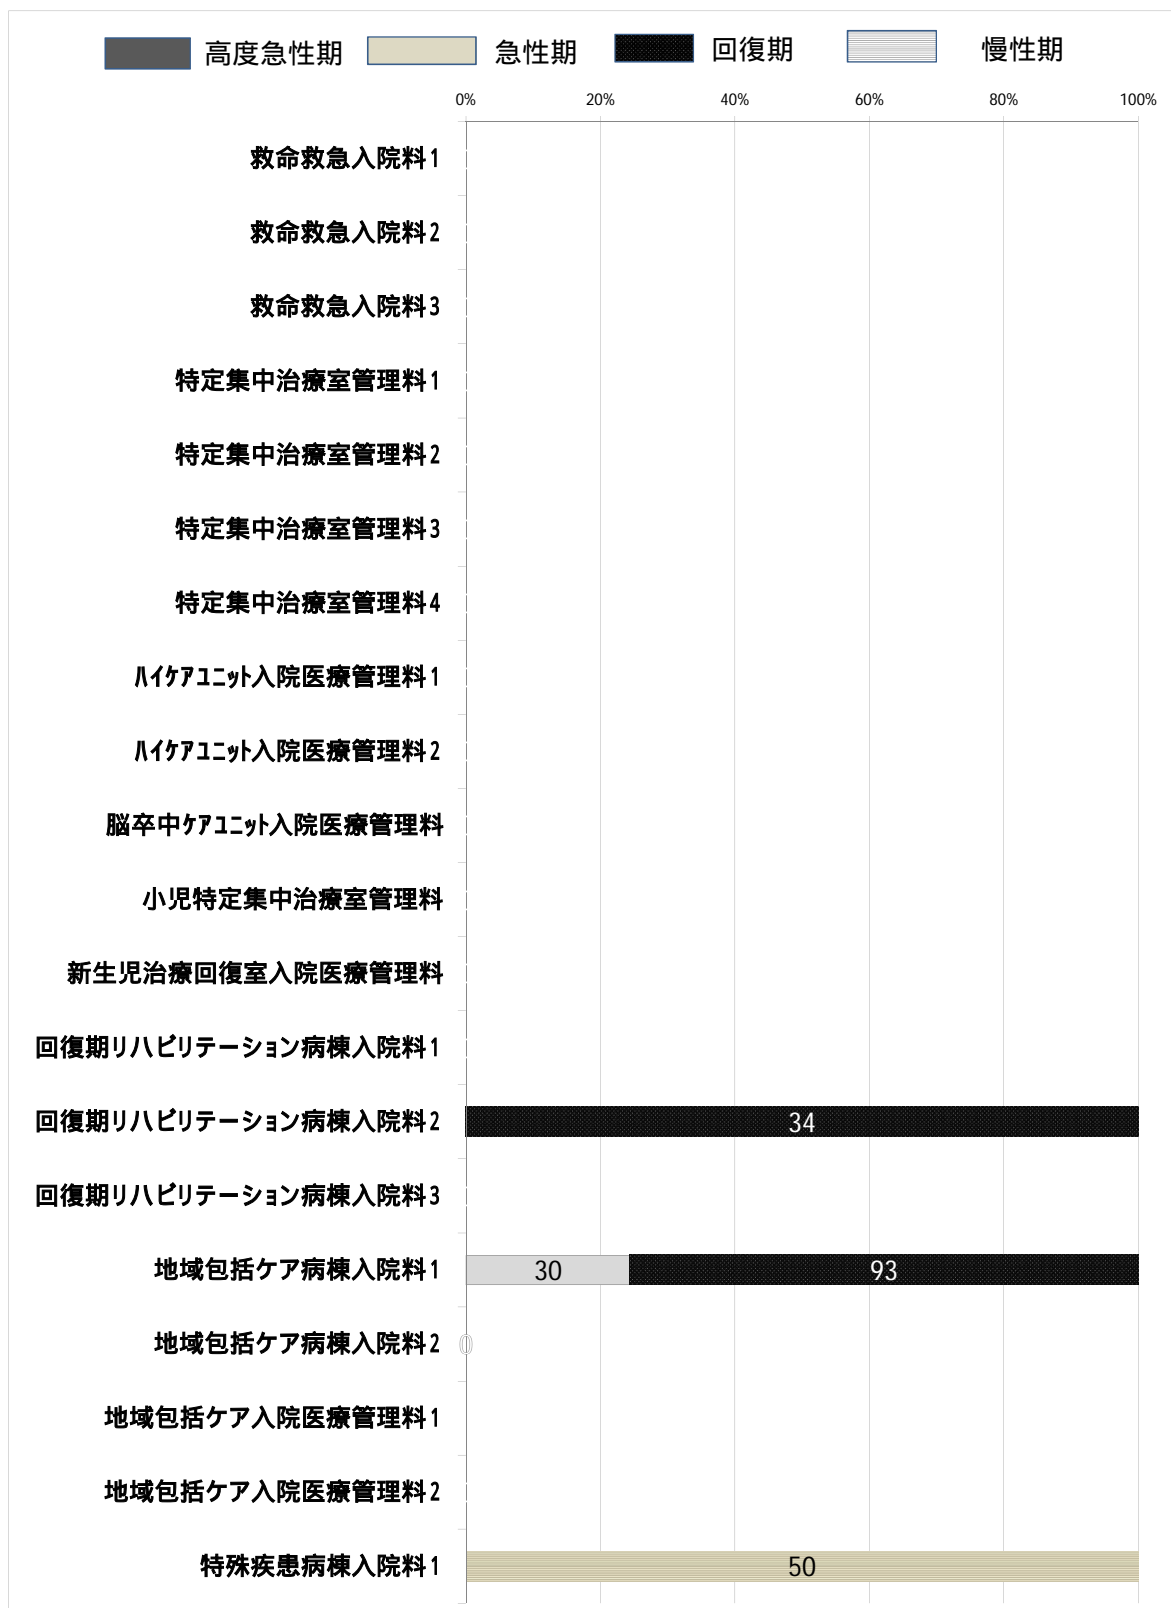 高度急性期 急性期 回復期 慢性期
0% 20% 40% 60% 80% 100%
救命救急入院料1
救命救急入院料2
救命救急入院料3
特定集中治療室管理料1
特定集中治療室管理料2
特定集中治療室管理料3
特定集中治療室管理料4
ﾊｲｹｱﾕﾆｯﾄ入院医療管理料1
ﾊｲｹｱﾕﾆｯﾄ入院医療管理料2
脳卒中ｹｱﾕﾆｯﾄ入院医療管理料
小児特定集中治療室管理料
新生児治療回復室入院医療管理料
回復期リハビリテーション病棟入院料1
回復期リハビリテーション病棟入院料2 34
回復期リハビリテーション病棟入院料3
地域包括ケア病棟入院料1 30 93
地域包括ケア病棟入院料2 0
地域包括ケア入院医療管理料1
地域包括ケア入院医療管理料2
特殊疾患病棟入院料1 50